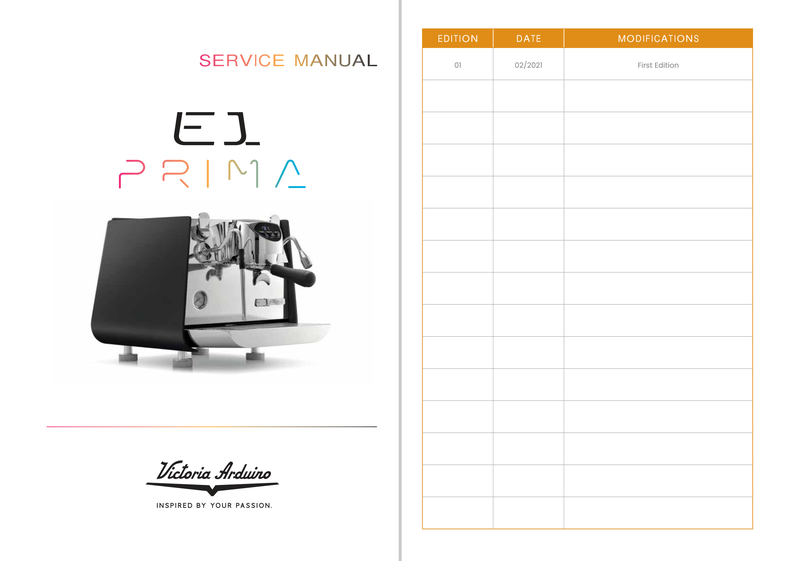 SERVICE MANUAL
E1
PRIMA
Victoria Arduino
INSPIRED BY YOUR PASSION.
EDITION DATE MODIFICATIONS
01 02/2021 First Edition